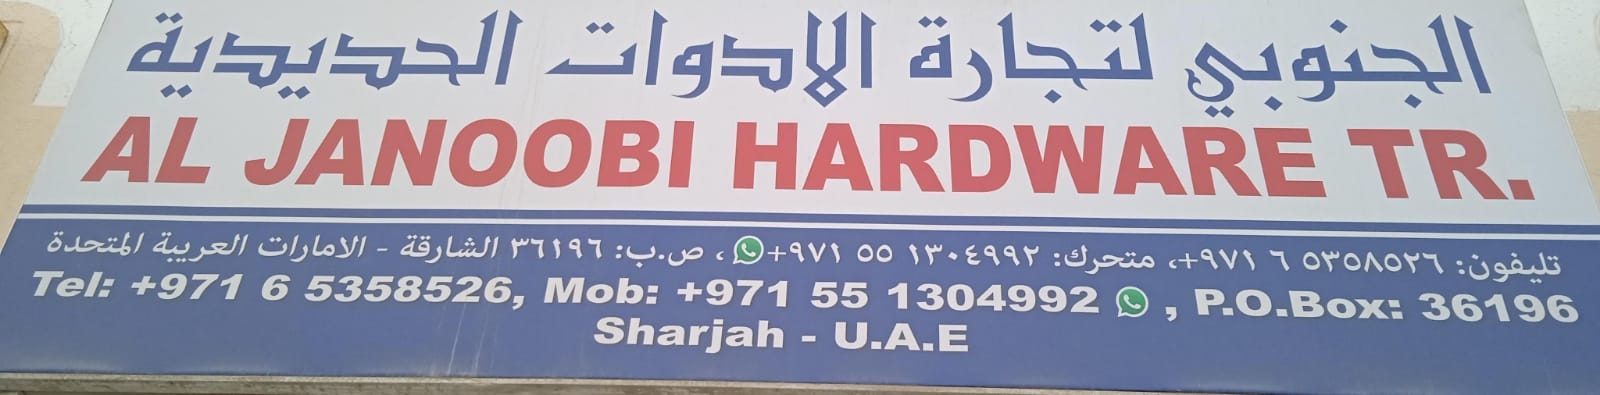 الجنوبي لتجارة الادوات الحديدية
AL JANOOBI HARDWARE TR.
تليفون: ٥٣٥٨٥٢٦ ٦ ٩٧١+، متحرك: ١٣٠٤٩٩٢ ٥٥ ٩٧١+ ، ص.ب: ٣٦١٩٦ الشارقة - الامارات العربية المتحدة
Tel: +971 6 5358526, Mob: +971 55 1304992 , P.O.Box: 36196
Sharjah - U.A.E